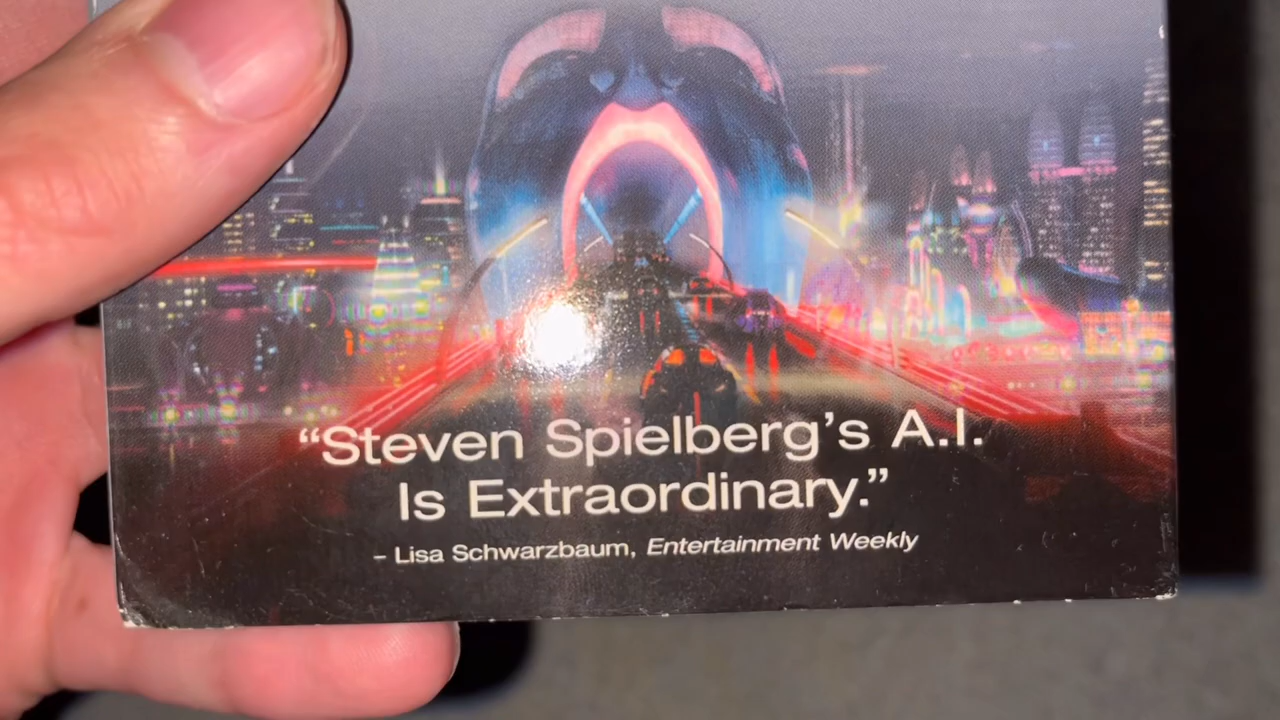 “Steven Spielberg’s A.I.
Is Extraordinary.”
– Lisa Schwarzbaum, Entertainment Weekly